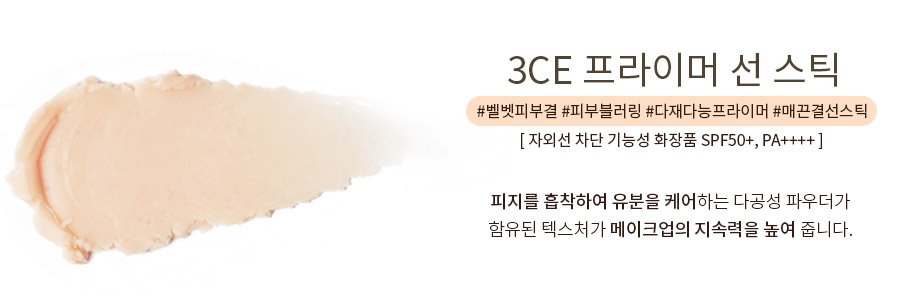 3CE 프라이머 선 스틱
#벨벳피부결 #피부블러링 #다재다능프라이머 #매끈결선스틱
[ 자외선 차단 기능성 화장품 SPF50+, PA++++ ]
피지를 흡착하여 유분을 케어하는 다공성 파우더가
함유된 텍스처가 메이크업의 지속력을 높여 줍니다.